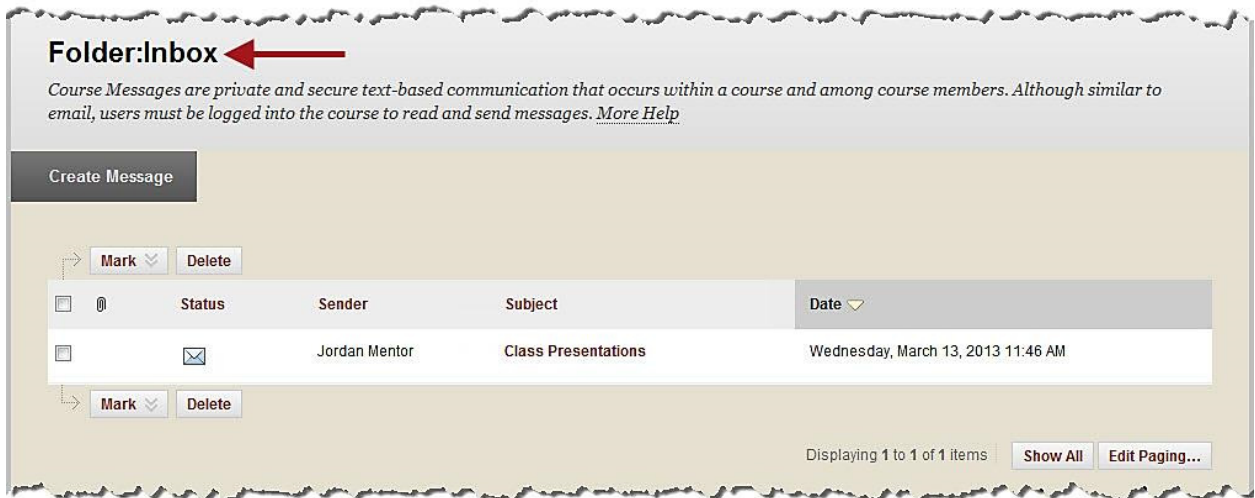 Folder:Inbox
Course Messages are private and secure text-based communication that occurs within a course and among course members. Although similar to
email, users must be logged into the course to read and send messages. More Help
Create Message
Mark Delete
Status Sender Subject Date
Jordan Mentor Class Presentations Wednesday, March 13, 2013 11:46 AM
Mark Delete
Displaying 1 to 1 of 1 items Show All Edit Paging...